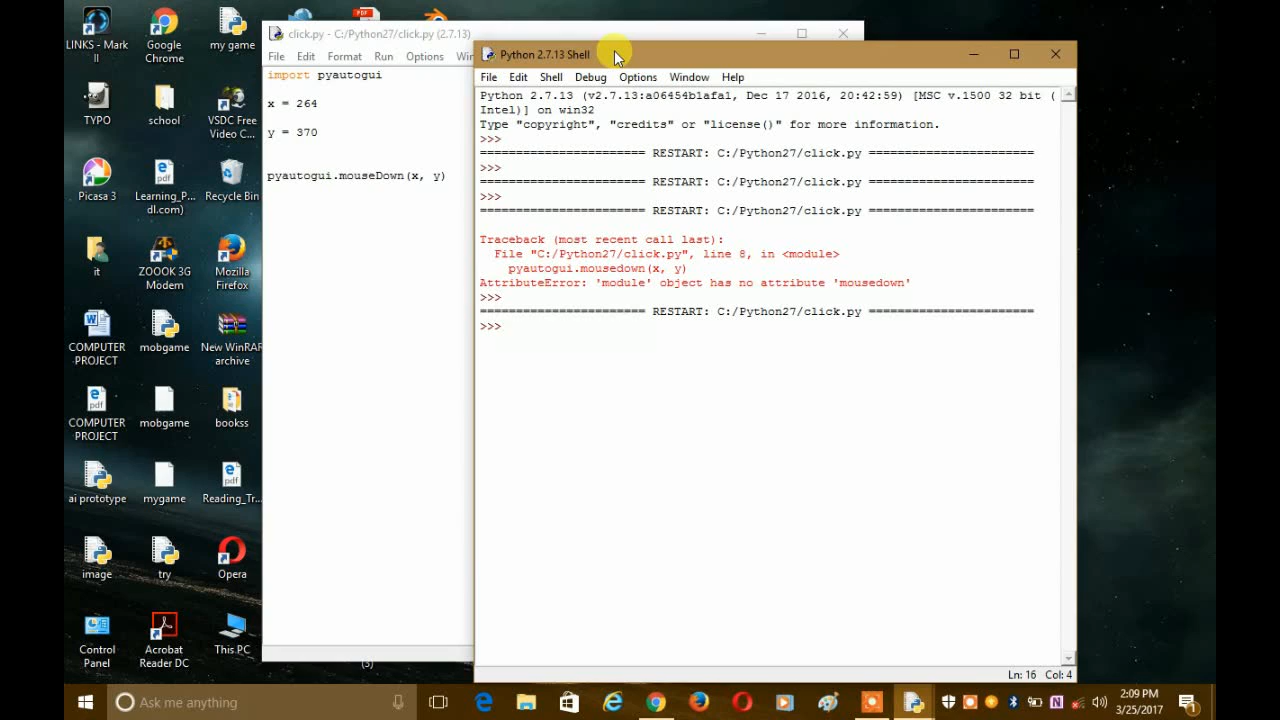 LINKS - Mark II
Google Chrome
my game
TYPO
school
VSDC Free Video C...
Picasa 3
Learning_P... dl.com)
Recycle Bin
it
ZOOOK 3G Modem
Mozilla Firefox
COMPUTER PROJECT
mobgame
New WinRAR archive
COMPUTER PROJECT
mobgame
bookss
ai prototype
mygame
Reading_Tr...
image
try
Opera
Control Panel
Acrobat Reader DC
This PC
(3)
click.py - C:/Python27/click.py (2.7.13)
File Edit Format Run Options Win
import pyautogui
x = 264
y = 370
pyautogui.mouseDown(x, y)
Python 2.7.13 Shell
File Edit Shell Debug Options Window Help
Python 2.7.13 (v2.7.13:a06454b1afa1, Dec 17 2016, 20:42:59) [MSC v.1500 32 bit (
Intel)] on win32
Type "copyright", "credits" or "license()" for more information.
>>>
======================= RESTART: C:/Python27/click.py =======================
>>>
======================= RESTART: C:/Python27/click.py =======================
>>>
======================= RESTART: C:/Python27/click.py =======================
Traceback (most recent call last):
File "C:/Python27/click.py", line 8, in <module>
pyautogui.mousedown(x, y)
AttributeError: 'module' object has no attribute 'mousedown'
>>>
======================= RESTART: C:/Python27/click.py =======================
>>>
Ln: 16 Col: 4
Ask me anything
2:09 PM
3/25/2017